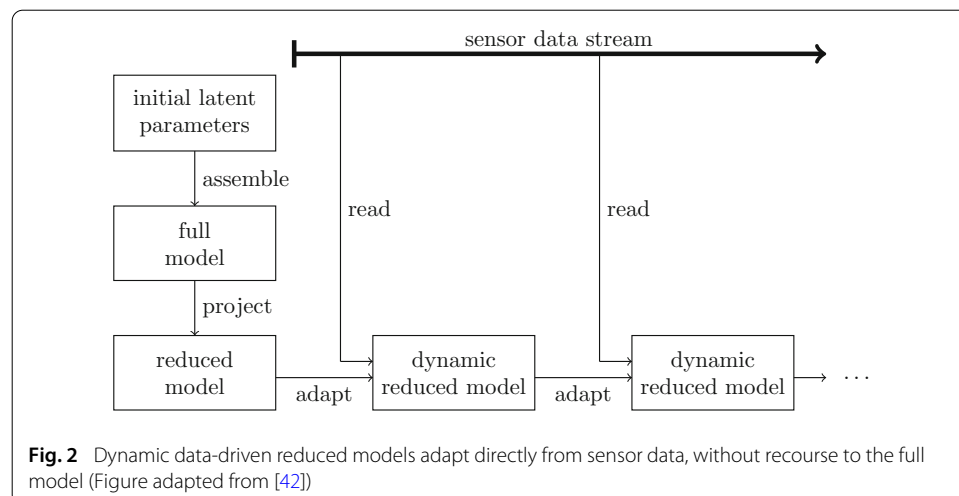 sensor data stream
initial latent
parameters
assemble
read
read
full
model
project
reduced
model
adapt
dynamic
reduced model
adapt
dynamic
reduced model
...
Fig. 2 Dynamic data-driven reduced models adapt directly from sensor data, without recourse to the full
model (Figure adapted from [42])